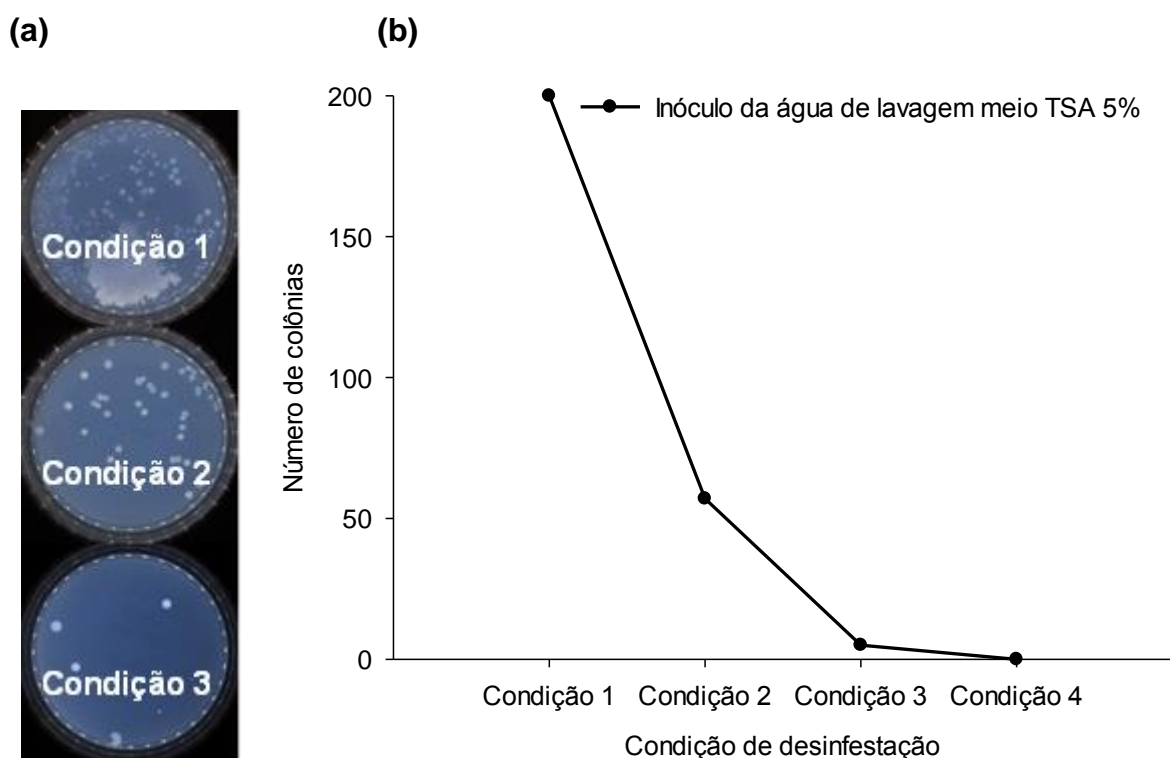 (a)
(b)
Condição 1
Condição 2
Condição 3
Número de colônias
200
150
100
50
0
Inóculo da água de lavagem meio TSA 5%
Condição 1 Condição 2 Condição 3 Condição 4
Condição de desinfestação